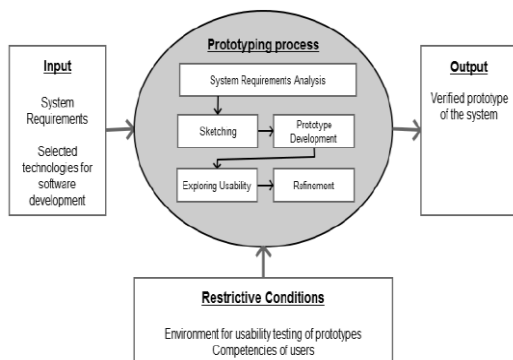 Prototyping process
Input
System
Requirements
Selected
technologies for
software
development
System Requirements Analysis
Sketching
Prototype
Development
Exploring Usability
Refinement
Output
Verified prototype
of the system
Restrictive Conditions
Environment for usability testing of prototypes
Competencies of users